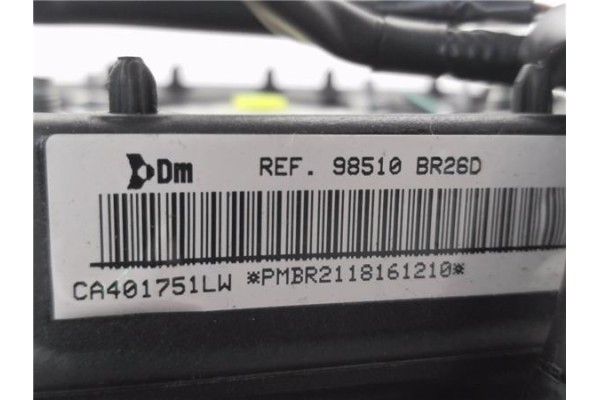 Dm REF. 98510 BR26D
CA401751LW *PMBR2118161210*